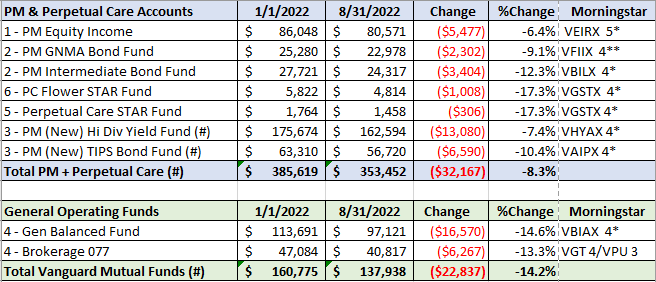 PM & Perpetual Care Accounts 1/1/2022 8/31/2022 Change %Change Morningstar
1 - PM Equity Income $ 86,048 $ 80,571 ($5,477) -6.4% VEIRX 5*
2 - PM GNMA Bond Fund $ 25,280 $ 22,978 ($2,302) -9.1% VFIIX 4**
2 - PM Intermediate Bond Fund $ 27,721 $ 24,317 ($3,404) -12.3% VBILX 4*
6 - PC Flower STAR Fund $ 5,822 $ 4,814 ($1,008) -17.3% VGSTX 4*
5 - Perpetual Care STAR Fund $ 1,764 $ 1,458 ($306) -17.3% VGSTX 4*
3 - PM (New) Hi Div Yield Fund (#) $ 175,674 $ 162,594 ($13,080) -7.4% VHYAX 4*
3 - PM (New) TIPS Bond Fund (#) $ 63,310 $ 56,720 ($6,590) -10.4% VAIPX 4*
Total PM + Perpetual Care (#) $ 385,619 $ 353,452 ($32,167) -8.3%
General Operating Funds 1/1/2022 8/31/2022 Change %Change Morningstar
4 - Gen Balanced Fund $ 113,691 $ 97,121 ($16,570) -14.6% VBIAX 4*
4 - Brokerage 077 $ 47,084 $ 40,817 ($6,267) -13.3% VGT 4/VPU 3
Total Vanguard Mutual Funds (#) $ 160,775 $ 137,938 ($22,837) -14.2%